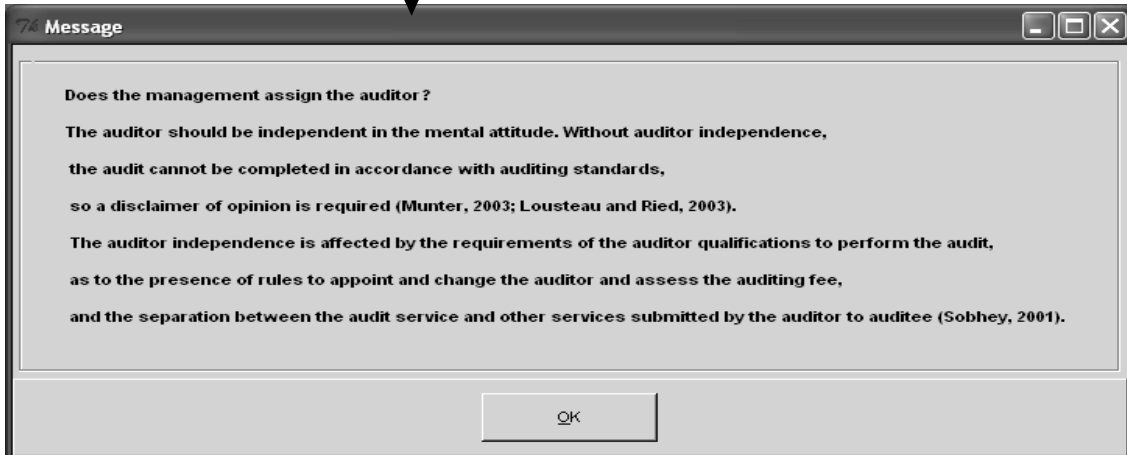 Message
Does the management assign the auditor?
The auditor should be independent in the mental attitude. Without auditor independence,
the audit cannot be completed in accordance with auditing standards,
so a disclaimer of opinion is required (Munter, 2003; Lousteau and Ried, 2003).
The auditor independence is affected by the requirements of the auditor qualifications to perform the audit,
as to the presence of rules to appoint and change the auditor and assess the auditing fee,
and the separation between the audit service and other services submitted by the auditor to auditee (Sobhey, 2001).
OK